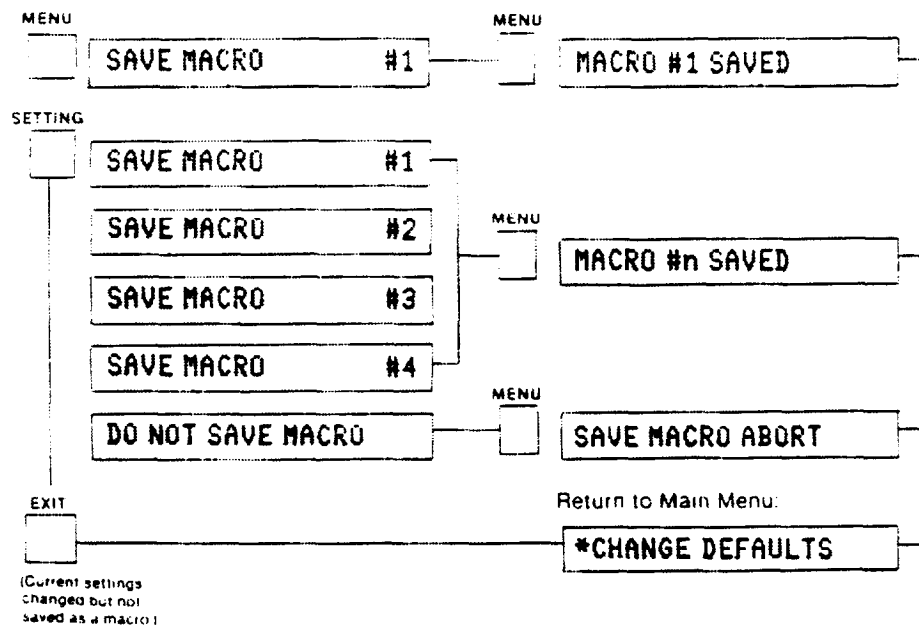 MENU MENU
SAVE MACRO #1 MACRO #1 SAVED
SETTING
SAVE MACRO #1
SAVE MACRO #2
MENU
MACRO #n SAVED
SAVE MACRO #3
SAVE MACRO #4
MENU
DO NOT SAVE MACRO SAVE MACRO ABORT
EXIT
Return to Main Menu:
*CHANGE DEFAULTS
(Current settings
changed but not
saved as a macro.)